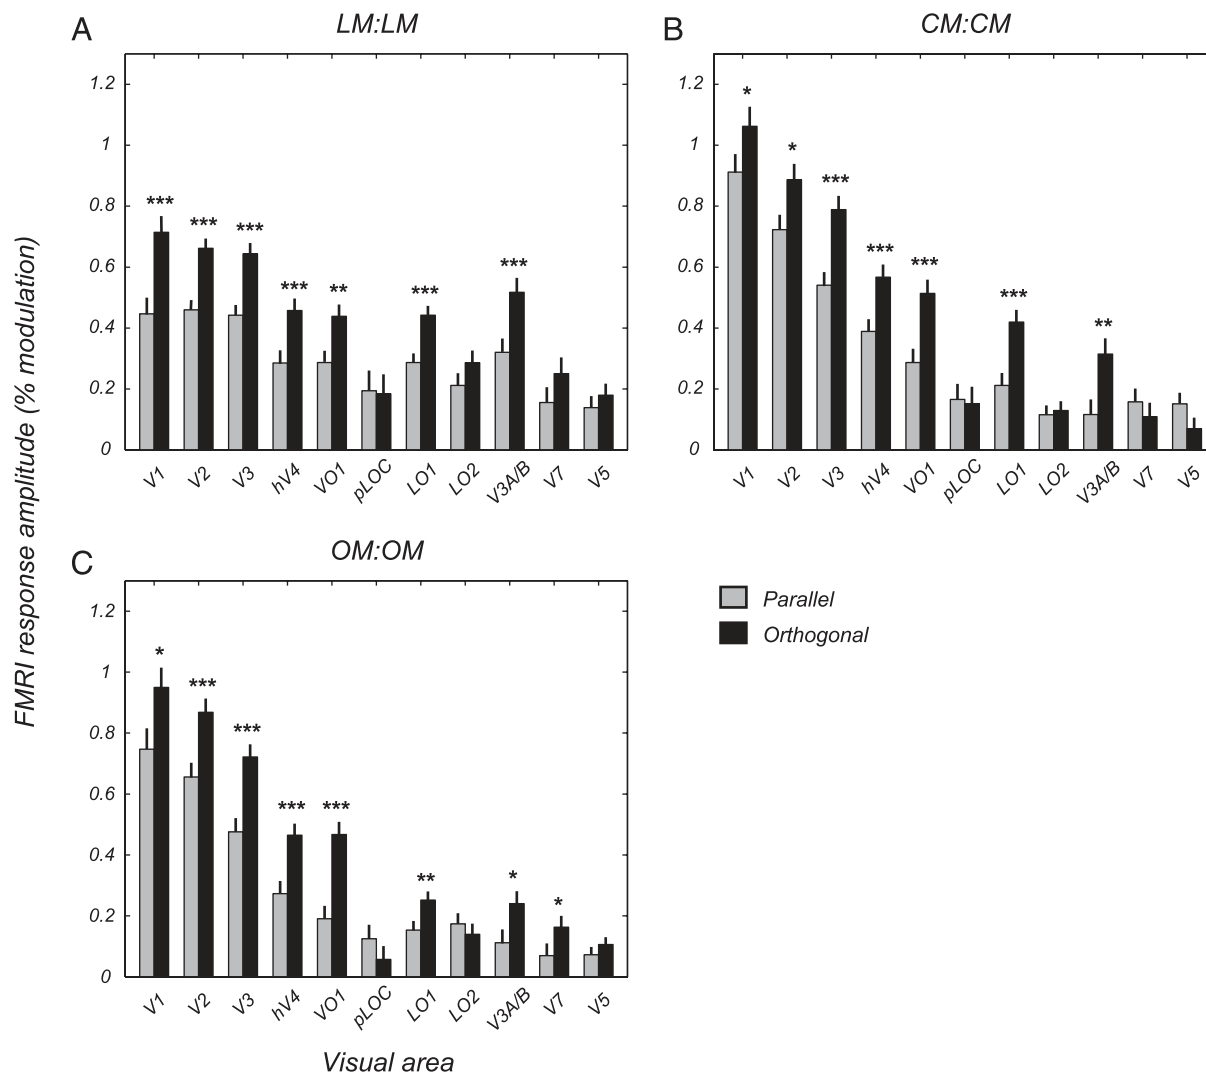 A
LM:LM
1.2
1
0.8
0.6
0.4
0.2
0
*** *** *** *** ** *** ***
V1 V2 V3 hV4 VO1 pLOC LO1 LO2 V3A/B V7 V5
B
CM:CM
1.2
1
0.8
0.6
0.4
0.2
0
* * *** *** *** *** **
V1 V2 V3 hV4 VO1 pLOC LO1 LO2 V3A/B V7 V5
FMRI response amplitude (% modulation)
C
OM:OM
1.2
1
0.8
0.6
0.4
0.2
0
* *** *** *** *** ** * *
V1 V2 V3 hV4 VO1 pLOC LO1 LO2 V3A/B V7 V5
Visual area
Parallel
Orthogonal